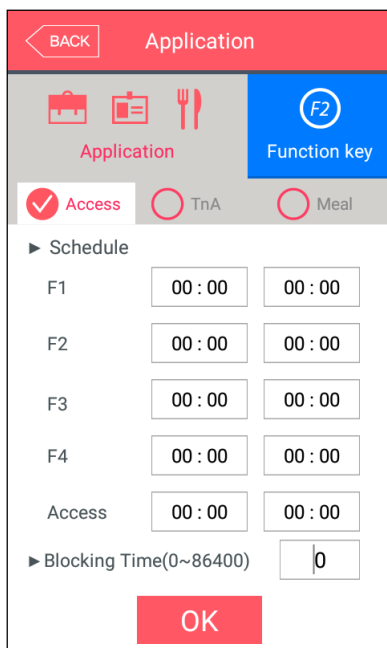 BACK Application
F2
Application Function key
Access TnA Meal
► Schedule
F1 00 : 00 00 : 00
F2 00 : 00 00 : 00
F3 00 : 00 00 : 00
F4 00 : 00 00 : 00
Access 00 : 00 00 : 00
►Blocking Time(0~86400) 0
OK